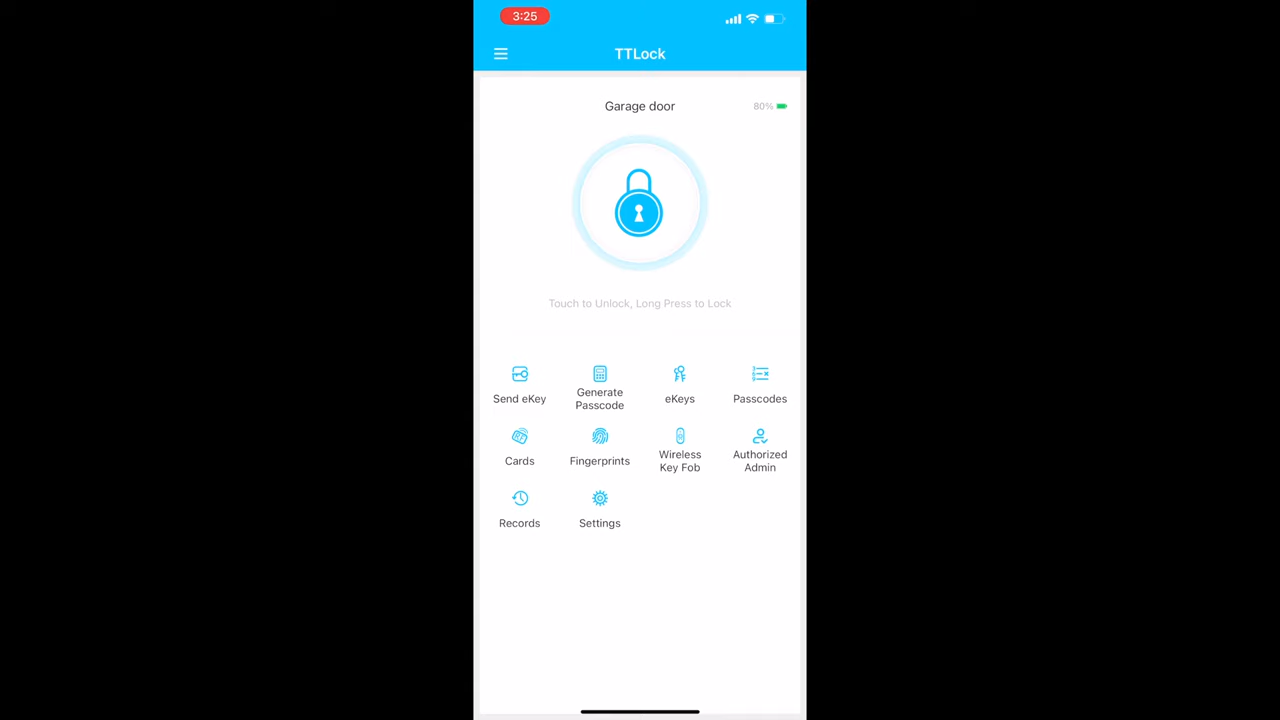 3:25
TTLock
Garage door
80%
Touch to Unlock, Long Press to Lock
Send eKey
Generate
Passcode
eKeys
Passcodes
Cards
Fingerprints
Wireless
Key Fob
Authorized
Admin
Records
Settings